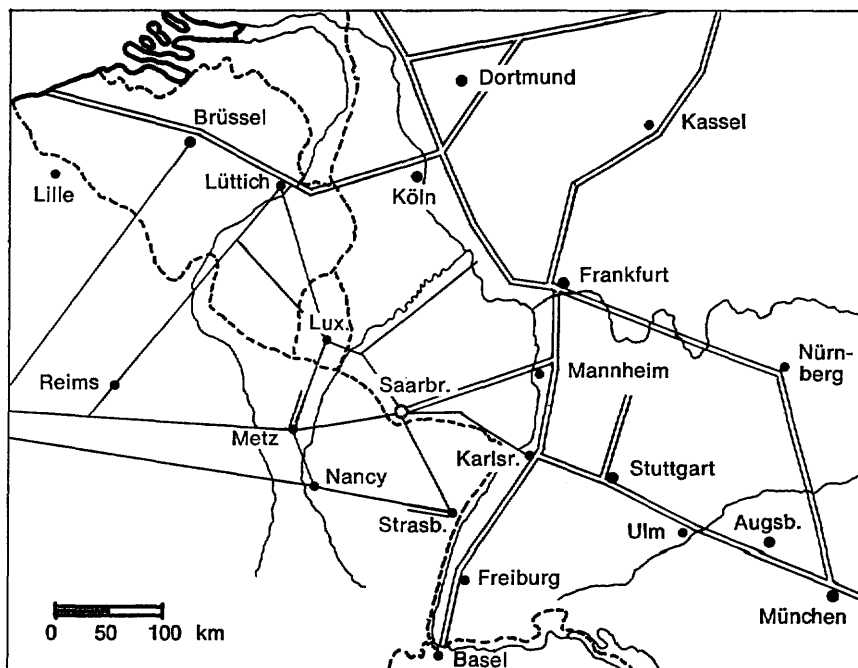 Dortmund
Kassel
Brüssel
Lille
Lüttich
Köln
Frankfurt
Lux.
Nürn-
berg
Reims
Saarbr.
Mannheim
Metz
Karlsr.
Stuttgart
Nancy
Strasb.
Ulm
Augsb.
Freiburg
München
0 50 100 km
Basel